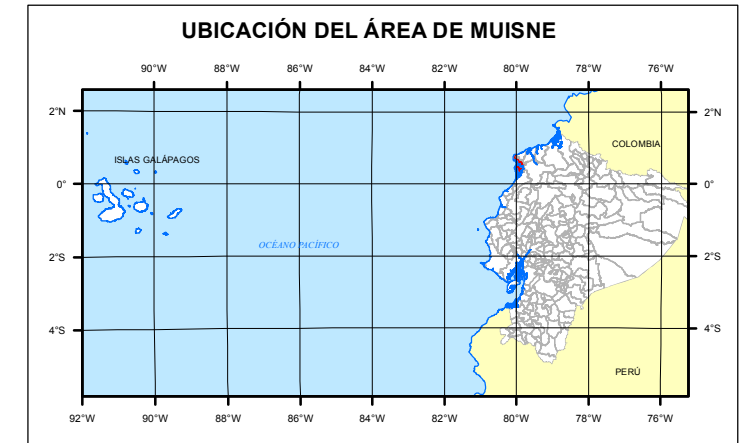 UBICACIÓN DEL ÁREA DE MUISNE
90°W 88°W 86°W 84°W 82°W 80°W 78°W 76°W
2°N 2°N
COLOMBIA
ISLAS GALÁPAGOS
0° 0°
OCÉANO PACÍFICO
2°S 2°S
4°S 4°S
PERÚ
92°W 90°W 88°W 86°W 84°W 82°W 80°W 78°W 76°W